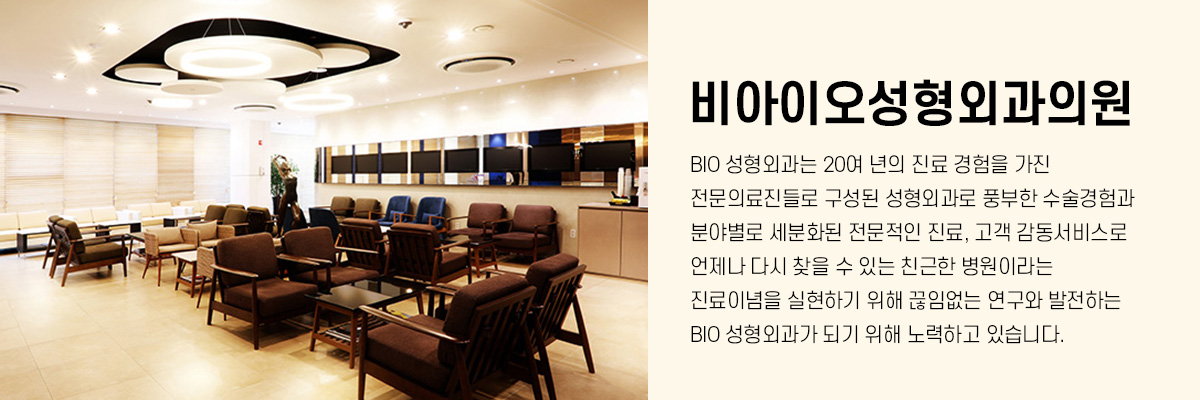 비아이오성형외과의원
BIO 성형외과는 20여 년의 진료 경험을 가진
전문의료진들로 구성된 성형외과로 풍부한 수술경험과
분야별로 세분화된 전문적인 진료, 고객 감동서비스로
언제나 다시 찾을 수 있는 친근한 병원이라는
진료이념을 실현하기 위해 끊임없는 연구와 발전하는
BIO 성형외과가 되기 위해 노력하고 있습니다.